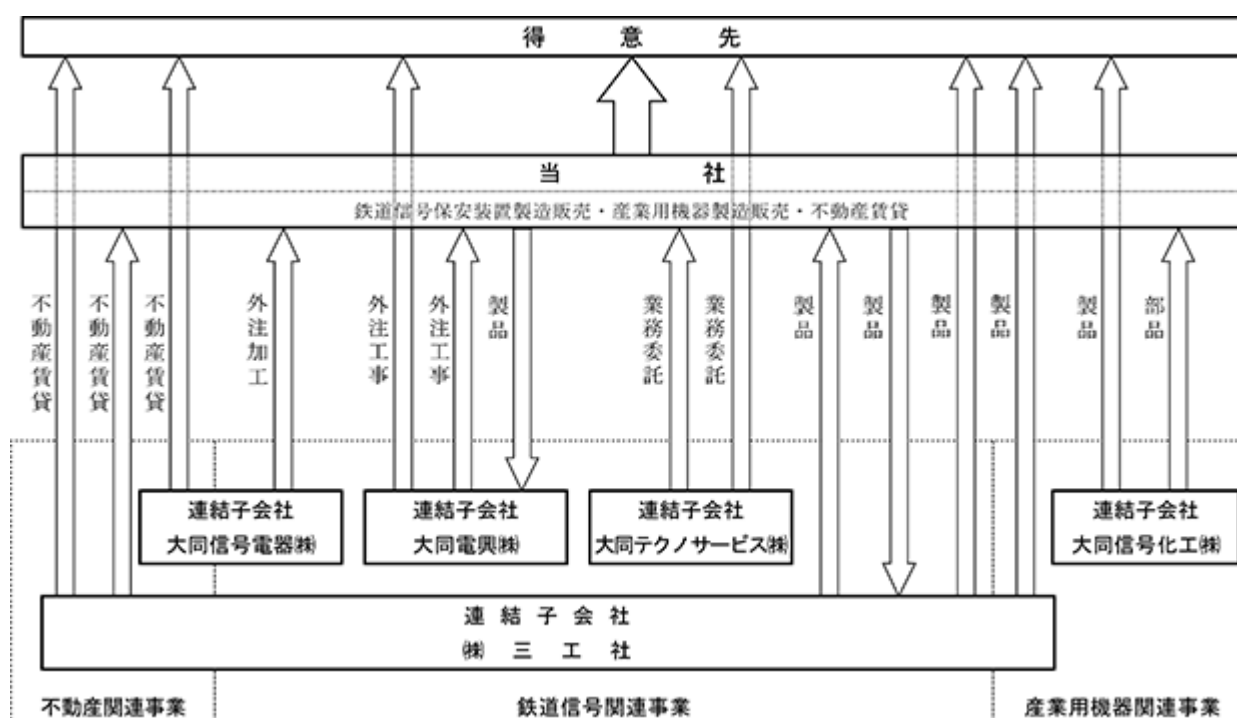 得意先
当社
鉄道信号保安装置製造販売・産業用機器製造販売・不動産賃貸
不動産賃貸
不動産賃貸
不動産賃貸
外注加工
外注工事
外注工事
製品
業務委託
業務委託
製品
製品
製品
製品
製品
部品
連結子会社
大同信号電器㈱
連結子会社
大同電興㈱
連結子会社
大同テクノサービス㈱
連結子会社
大同信号化工㈱
連結子会社
㈱三工社
不動産関連事業
鉄道信号関連事業
産業用機器関連事業